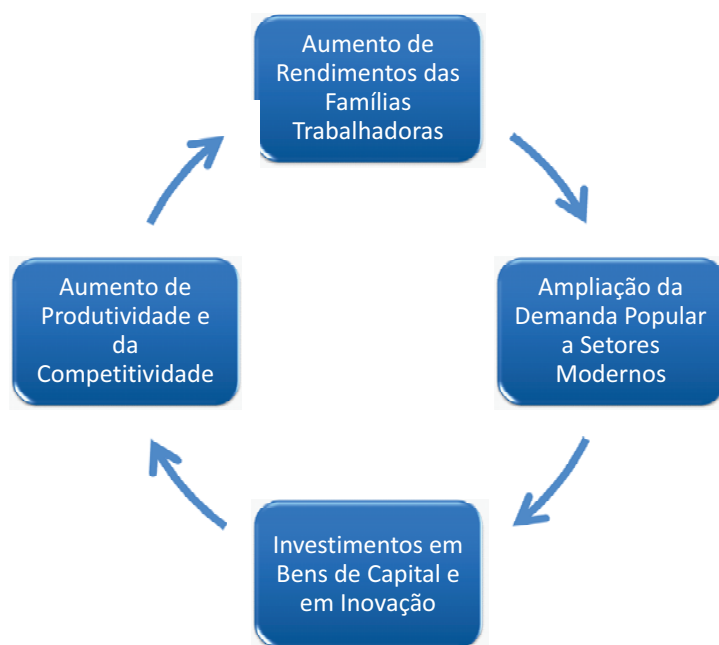 Aumento de
Rendimentos das
Famílias
Trabalhadoras
Ampliação da
Demanda Popular
a Setores
Modernos
Investimentos em
Bens de Capital e
em Inovação
Aumento de
Produtividade e
da
Competitividade